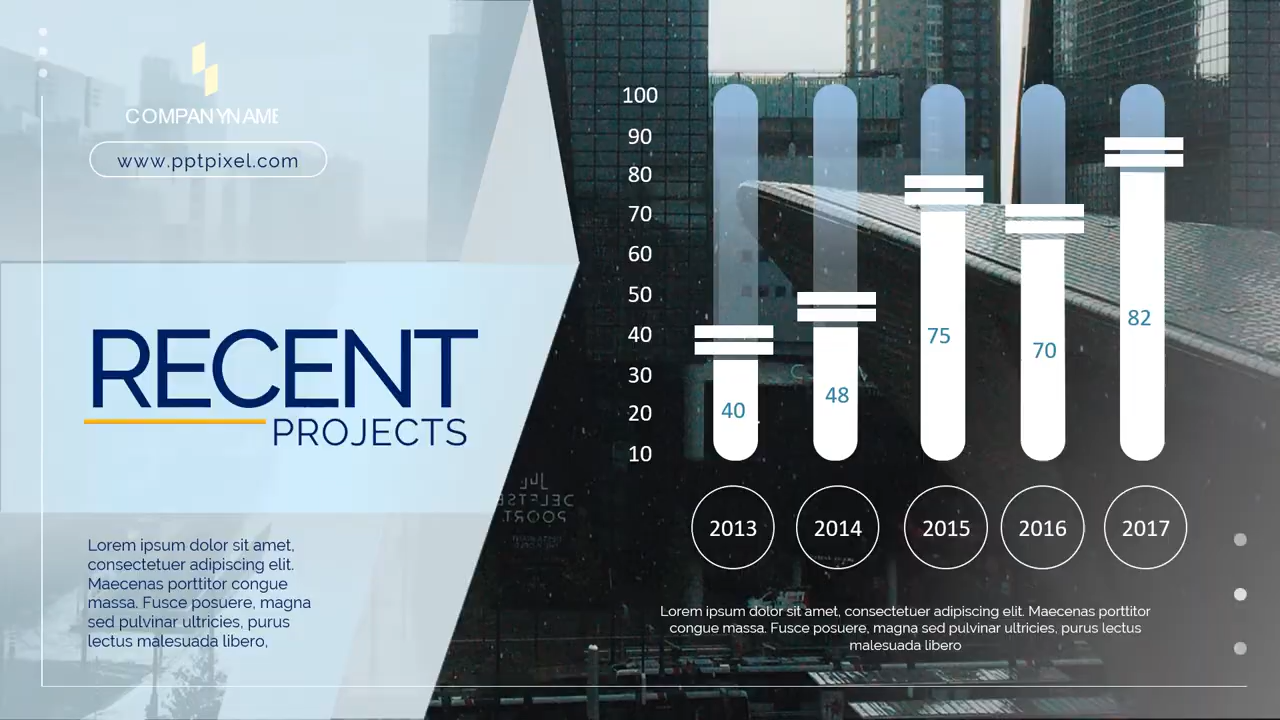 COMPANYNAME
www.pptpixel.com
RECENT
PROJECTS
Lorem ipsum dolor sit amet,
consectetuer adipiscing elit.
Maecenas porttitor congue
massa. Fusce posuere, magna
sed pulvinar ultricies, purus
lectus malesuada libero,
100
90
80
70
60
50
40
30
20
10
40
48
75
70
82
2013
2014
2015
2016
2017
Lorem ipsum dolor sit amet, consectetuer adipiscing elit. Maecenas porttitor
congue massa. Fusce posuere, magna sed pulvinar ultricies, purus lectus
malesuada libero